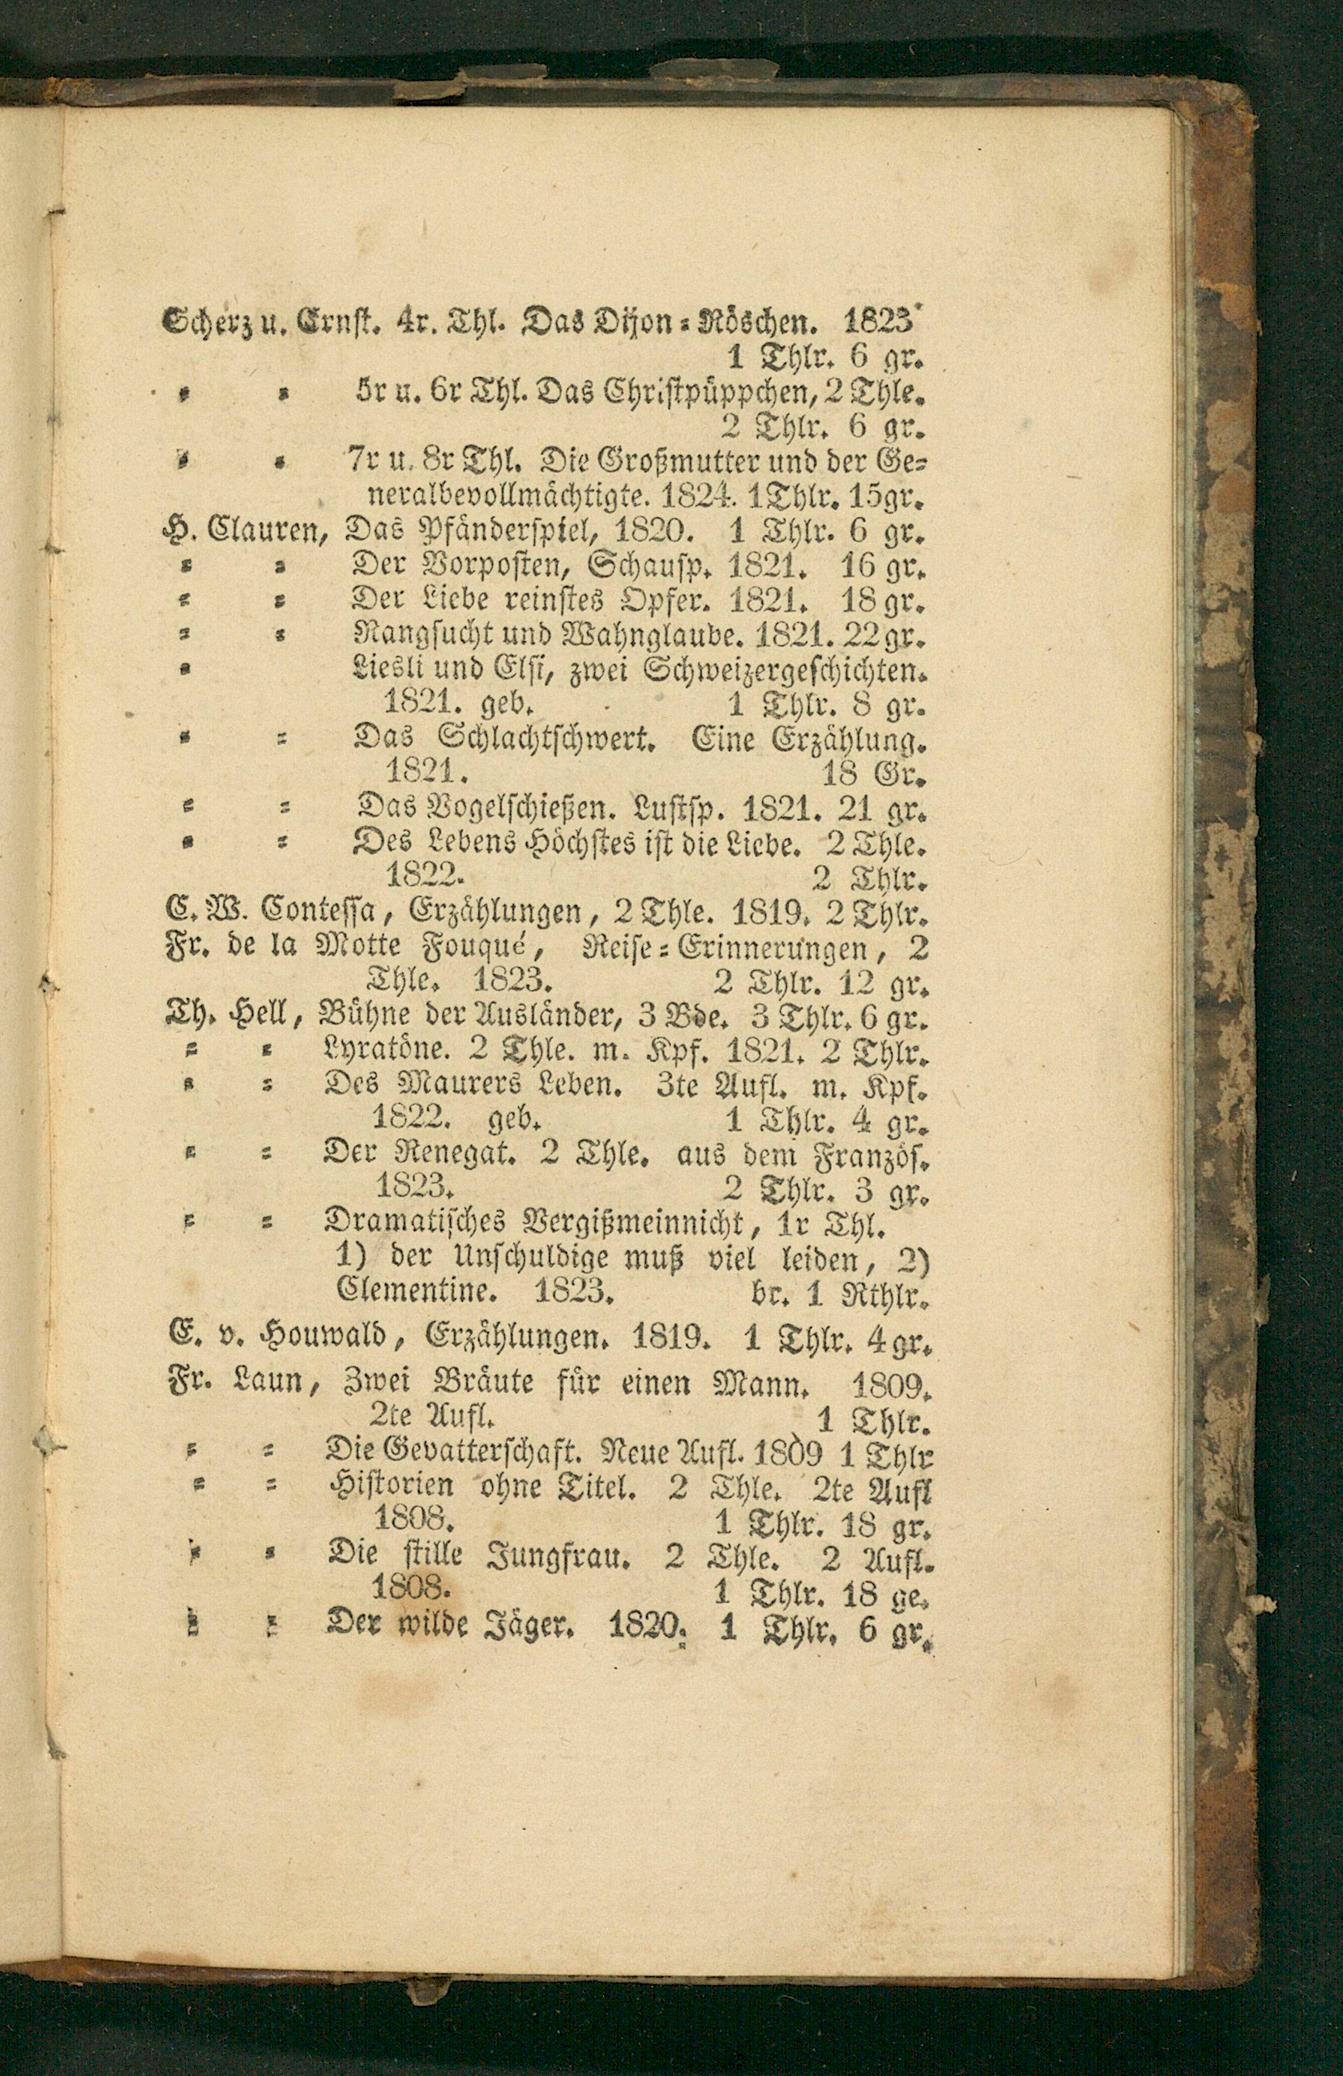 Scherz u. Ernst. 4r. Thl. Das Dijon-Röschen. 1823
1 Thlr. 6 gr.
= = 5r u. 6r Thl. Das Christpüppchen, 2 Thle.
2 Thlr. 6 gr.
= = 7r u. 8r Thl. Die Großmutter und der Ge-
neralbevollmächtigte. 1824. 1 Thlr. 15 gr.
H. Clauren, Das Pfänderspiel, 1820. 1 Thlr. 6 gr.
= = Der Vorposten, Schausp. 1821. 16 gr.
= = Der Liebe reinstes Opfer. 1821. 18 gr.
= = Rangsucht und Wahnglaube. 1821. 22 gr.
= Liesli und Elsi, zwei Schweizergeschichten.
1821. geb. 1 Thlr. 8 gr.
= = Das Schlachtschwert. Eine Erzählung.
1821. 18 Gr.
= = Das Vogelschießen. Lustsp. 1821. 21 gr.
= = Des Lebens Höchstes ist die Liebe. 2 Thle.
1822. 2 Thlr.
C. W. Contessa, Erzählungen, 2 Thle. 1819. 2 Thlr.
Fr. de la Motte Fouqué, Reise-Erinnerungen, 2
Thle. 1823. 2 Thlr. 12 gr.
Th. Hell, Bühne der Ausländer, 3 Bde. 3 Thlr. 6 gr.
= = Lyratöne. 2 Thle. m. Kpf. 1821. 2 Thlr.
= = Des Maurers Leben. 3te Aufl. m. Kpf.
1822. geb. 1 Thlr. 4 gr.
= = Der Renegat. 2 Thle. aus dem Französ.
1823. 2 Thlr. 3 gr.
= = Dramatisches Vergißmeinnicht, 1r Thl.
1) der Unschuldige muß viel leiden, 2)
Clementine. 1823. br. 1 Rthlr.
E. v. Houwald, Erzählungen. 1819. 1 Thlr. 4 gr.
Fr. Laun, Zwei Bräute für einen Mann. 1809.
2te Aufl. 1 Thlr.
= = Die Gevatterschaft. Neue Aufl. 1809 1 Thlr
= = Historien ohne Titel. 2 Thle. 2te Aufl
1808. 1 Thlr. 18 gr.
= = Die stille Jungfrau. 2 Thle. 2 Aufl.
1808. 1 Thlr. 18 ge.
= = Der wilde Jäger. 1820. 1 Thlr. 6 gr.